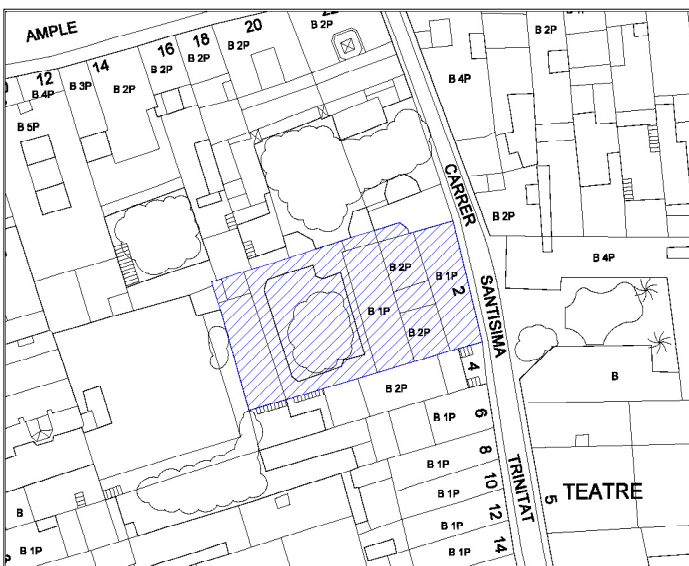 AMPLE
12
14
16
18
20
B 4P
B 3P
B 2P
B 2P
B 2P
B 2P
B 2P
B 5P
B 4P
B 2P
CARRER
B 2P
B 4P
B 2P
B 1P
2
SANTISIMA
B 1P
B 2P
4
B 2P
B
B 1P
6
B 1P
8
B 1P
10
TRINITAT
5
TEATRE
B 1P
12
B 1P
14
B
B 1P